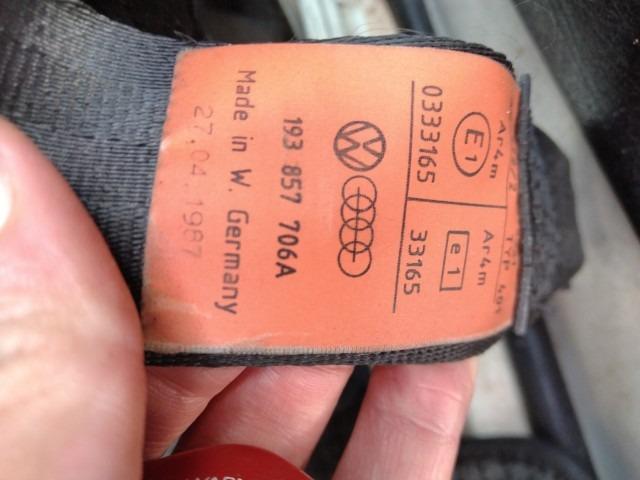 Ar4m
Ar4m
E1
e1
0333165
33165
193 857 706A
Made in W. Germany
27.04.1987